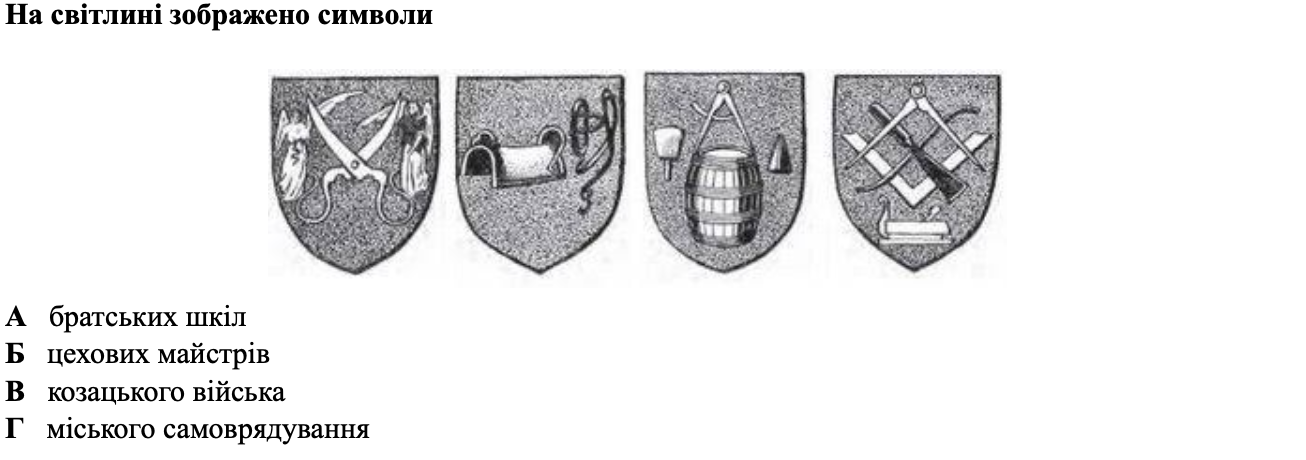 На світлині зображено символи
А братських шкіл
Б цехових майстрів
В козацького війська
Г міського самоврядування